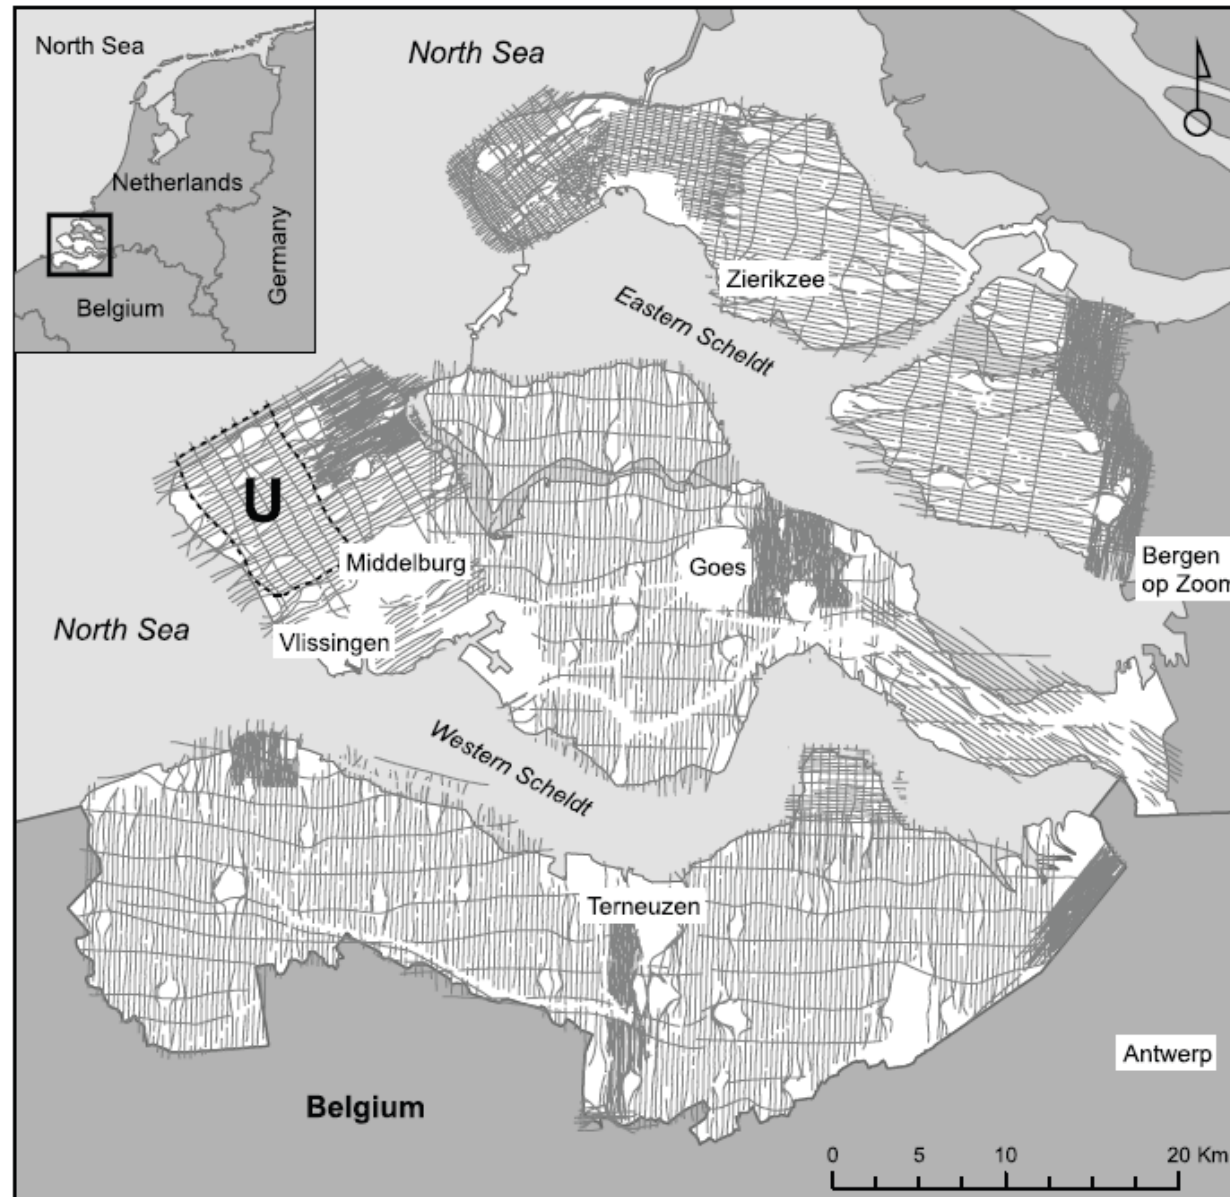 North Sea
Netherlands
Germany
Belgium
North Sea
Zierikzee
Eastern Scheldt
U
Middelburg
Goes
Bergen
op Zoom
North Sea
Vlissingen
Western Scheldt
Terneuzen
Antwerp
Belgium
0 5 10 20 Km